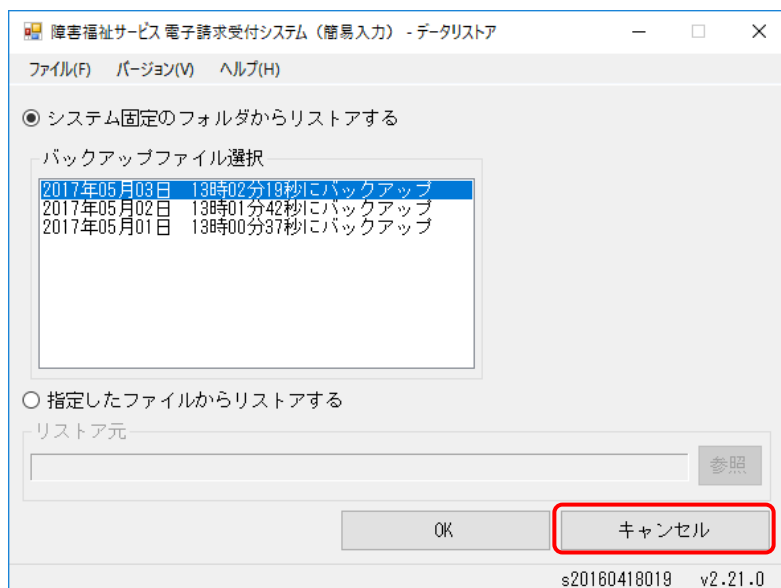 障害福祉サービス 電子請求受付システム（簡易入力） - データリストア
ファイル(F) バージョン(V) ヘルプ(H)
システム固定のフォルダからリストアする
バックアップファイル選択
2017年05月03日 13時02分19秒にバックアップ
2017年05月02日 13時01分42秒にバックアップ
2017年05月01日 13時00分37秒にバックアップ
指定したファイルからリストアする
リストア元
参照
OK キャンセル
s20160418019 v2.21.0